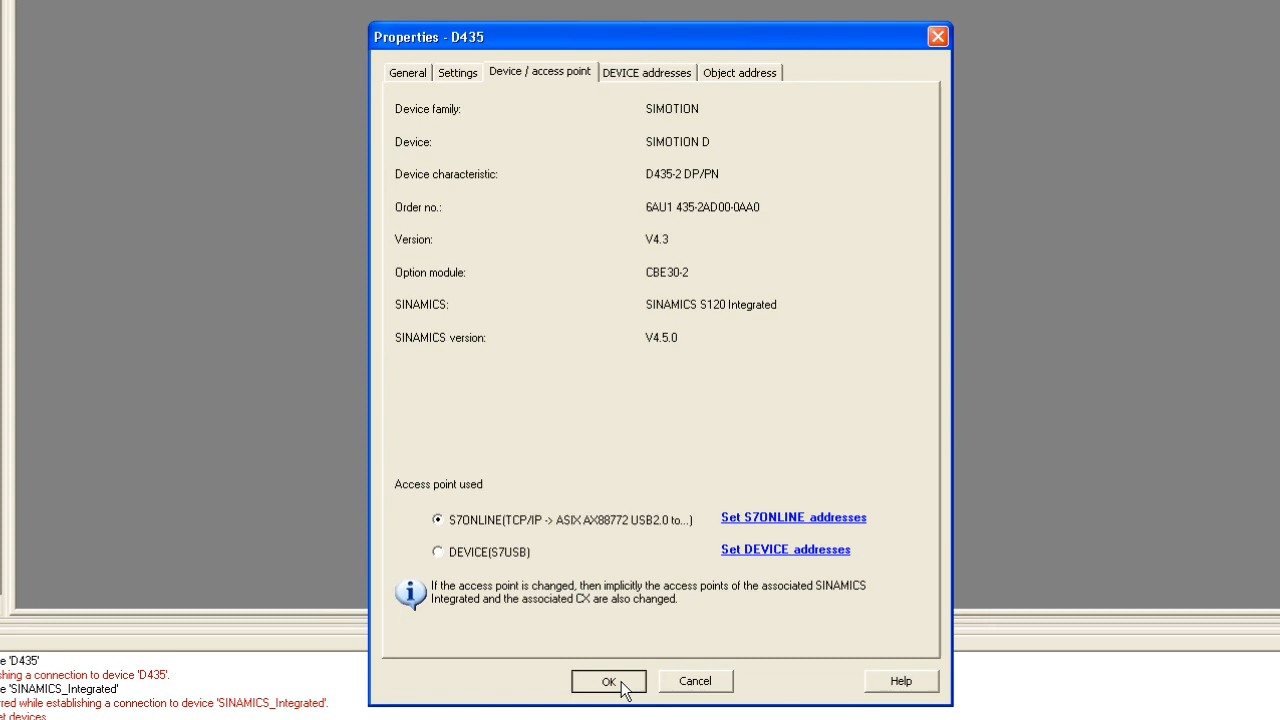 Properties - D435
General Settings Device / access point DEVICE addresses Object address
Device family: SIMOTION
Device: SIMOTION D
Device characteristic: D435-2 DP/PN
Order no.: 6AU1 435-2AD00-0AA0
Version: V4.3
Option module: CBE30-2
SINAMICS: SINAMICS S120 Integrated
SINAMICS version: V4.5.0
Access point used
S7ONLINE(TCP/IP -> ASIX AX88772 USB2.0 to...) Set S7ONLINE addresses
DEVICE(S7USB) Set DEVICE addresses
If the access point is changed, then implicitly the access points of the associated SINAMICS
Integrated and the associated CX are also changed.
OK Cancel Help
e 'D435'
shing a connection to device 'D435'.
e 'SINAMICS_Integrated'
rred while establishing a connection to device 'SINAMICS_Integrated'.
et devices